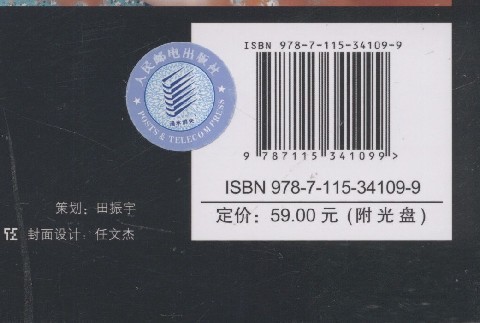 ISBN 978-7-115-34109-9
9 787115 341099 >
ISBN 978-7-115-34109-9
定价：59.00 元 (附光盘)
人民邮电出版社
POSTS & TELECOM PRESS
策划：田振宇
封面设计：任文杰